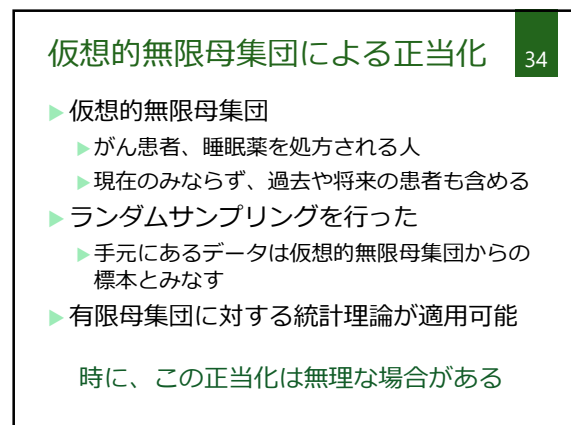 仮想的無限母集団による正当化
34
仮想的無限母集団
がん患者、睡眠薬を処方される人
現在のみならず、過去や将来の患者も含める
ランダムサンプリングを行った
手元にあるデータは仮想的無限母集団からの
標本とみなす
有限母集団に対する統計理論が適用可能
時に、この正当化は無理な場合がある